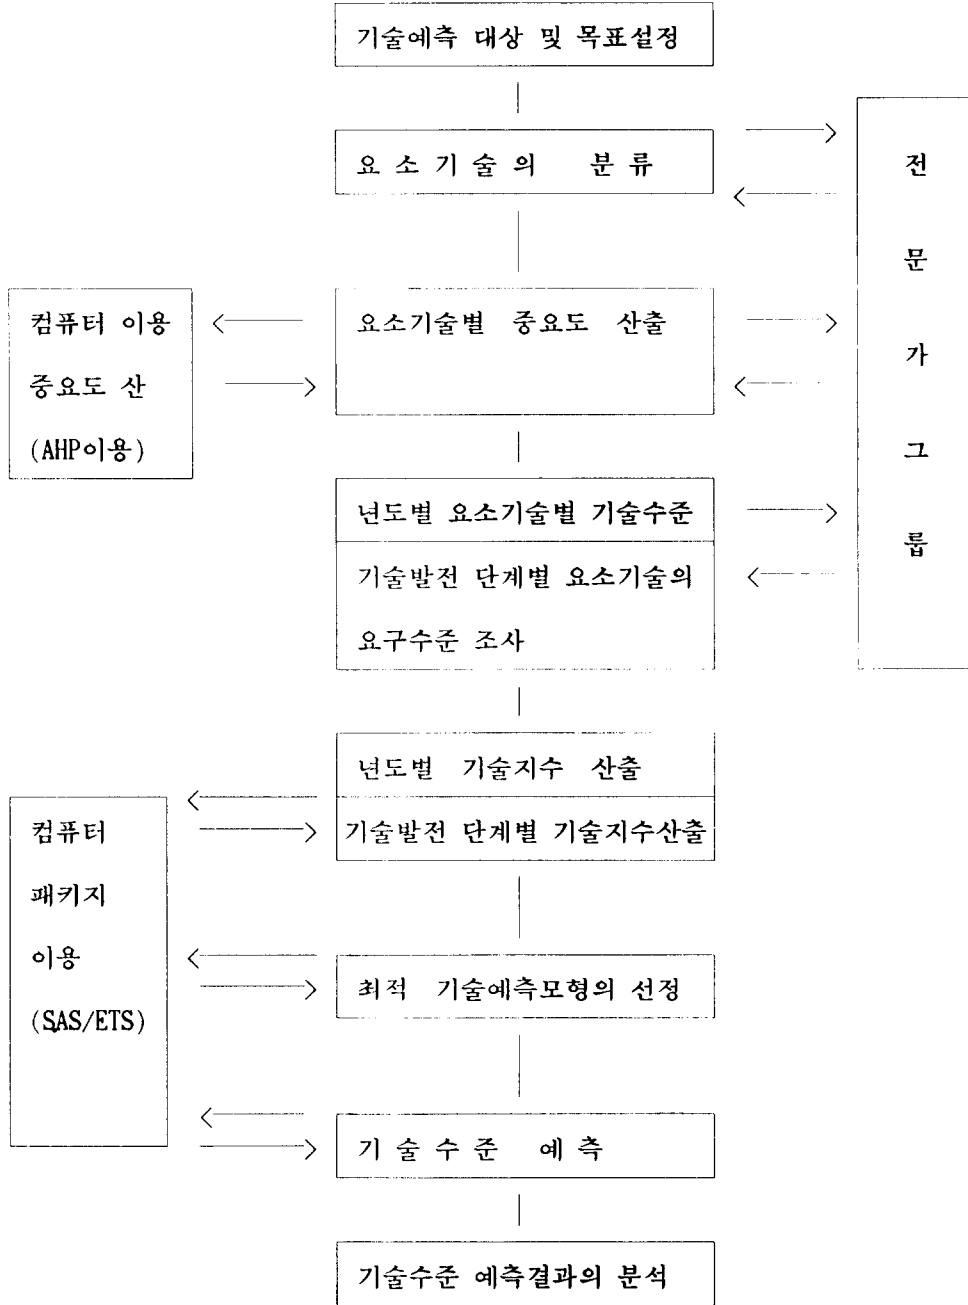 기술예측 대상 및 목표설정
요 소 기 술 의 분 류
요소기술별 중요도 산출
년도별 요소기술별 기술수준
기술발전 단계별 요소기술의
요구수준 조사
년도별 기술지수 산출
기술발전 단계별 기술지수산출
최적 기술예측모형의 선정
기 술 수 준 예 측
기술수준 예측결과의 분석
컴퓨터 이용
중요도 산
(AHP이용)
컴퓨터
패키지
이용
(SAS/ETS)
전
문
가
그
룹